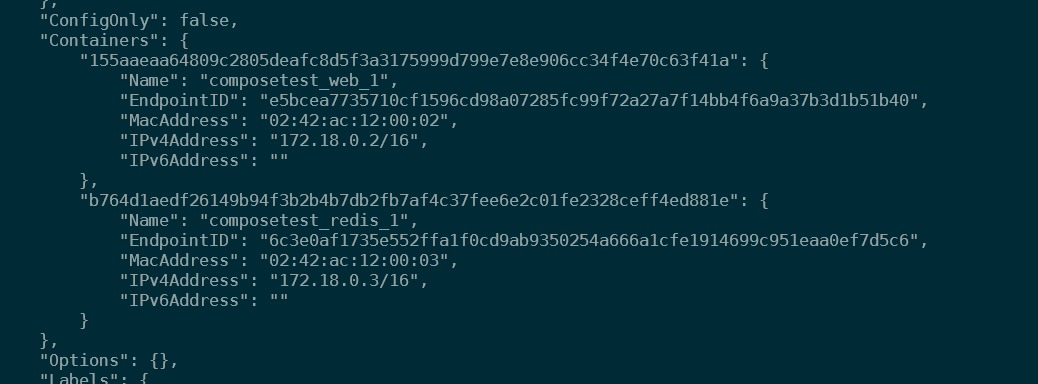 },
"ConfigOnly": false,
"Containers": {
"155aaeaa64809c2805deafc8d5f3a3175999d799e7e8e906cc34f4e70c63f41a": {
"Name": "composetest_web_1",
"EndpointID": "e5bcea7735710cf1596cd98a07285fc99f72a27a7f14bb4f6a9a37b3d1b51b40",
"MacAddress": "02:42:ac:12:00:02",
"IPv4Address": "172.18.0.2/16",
"IPv6Address": ""
},
"b764d1aedf26149b94f3b2b4b7db2fb7af4c37fee6e2c01fe2328ceff4ed881e": {
"Name": "composetest_redis_1",
"EndpointID": "6c3e0af1735e552ffa1f0cd9ab9350254a666a1cfe1914699c951eaa0ef7d5c6",
"MacAddress": "02:42:ac:12:00:03",
"IPv4Address": "172.18.0.3/16",
"IPv6Address": ""
}
},
"Options": {},
"Labels": {